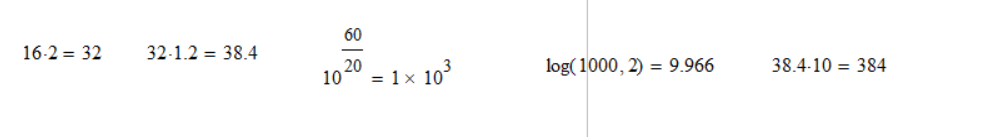 16·2 = 32 32·1.2 = 38.4 10^(60/20) = 1 × 10^3 log(1000, 2) = 9.966 38.4·10 = 384